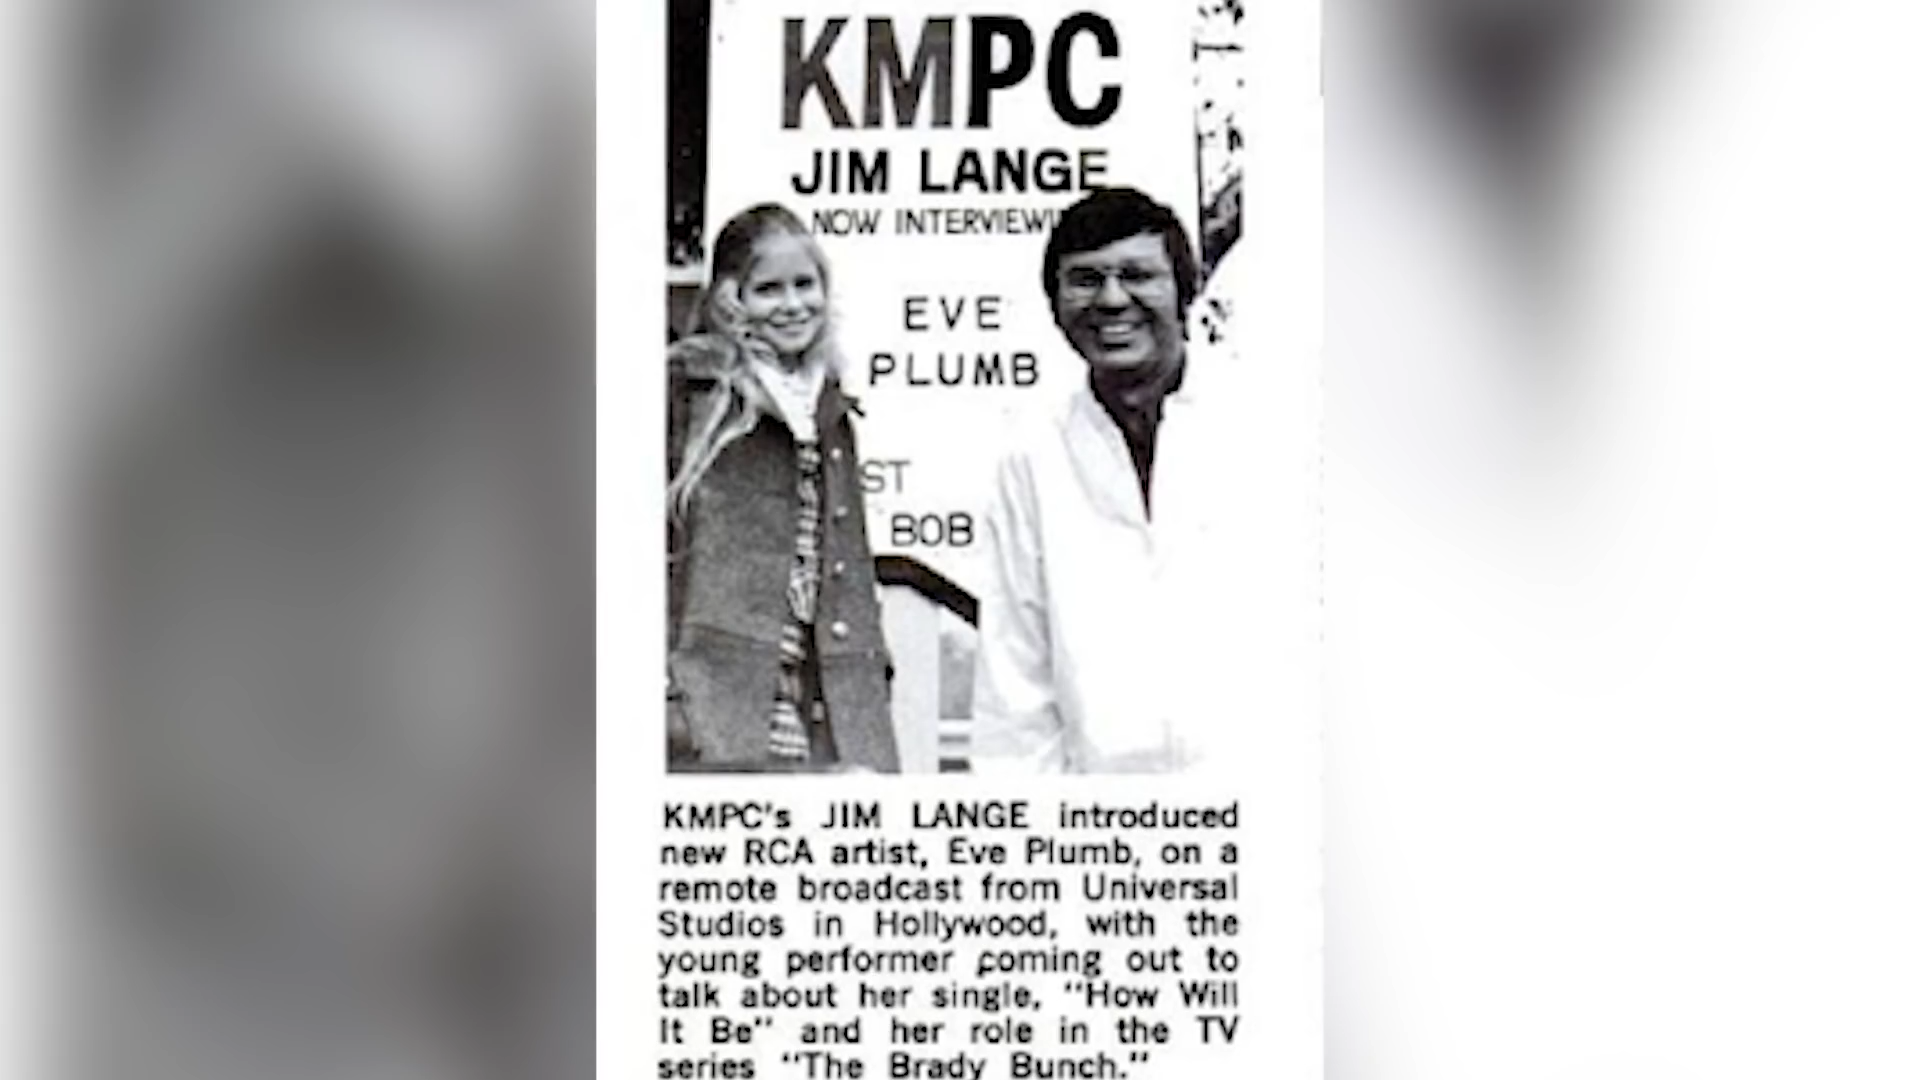 KMPC
JIM LANGE
NOW INTERVIEWI
EVE
PLUMB
ST
BOB
KMPC's JIM LANGE introduced
new RCA artist, Eve Plumb, on a
remote broadcast from Universal
Studios in Hollywood, with the
young performer coming out to
talk about her single, "How Will
It Be" and her role in the TV
series "The Brady Bunch."